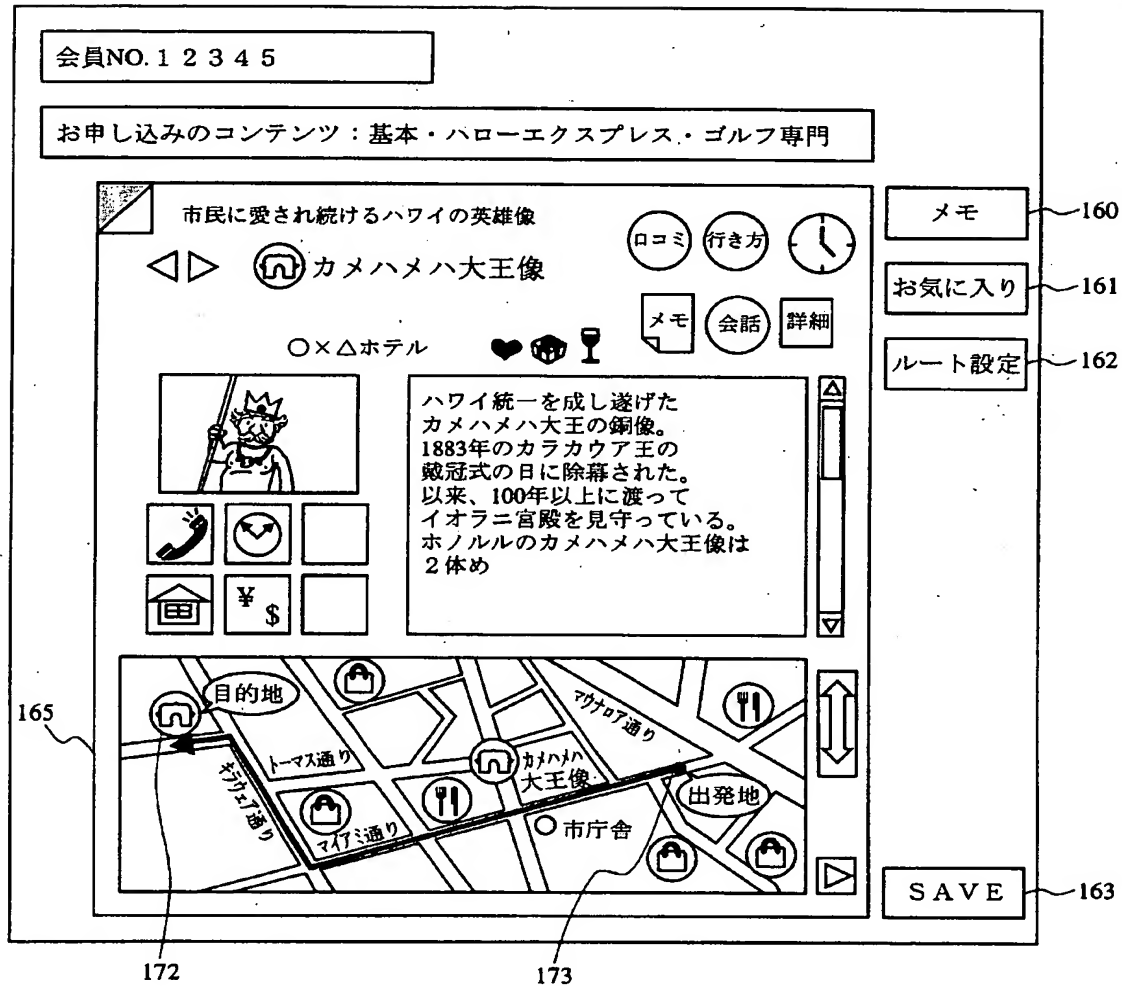 会員NO.１２３４５
お申し込みのコンテンツ：基本・ハローエクスプレス・ゴルフ専門
市民に愛され続けるハワイの英雄像
カメハメハ大王像
口コミ
行き方
メモ
会話
詳細
○×△ホテル
ハワイ統一を成し遂げた
カメハメハ大王の銅像。
1883年のカラカウア王の
戴冠式の日に除幕された。
以来、100年以上に渡って
イオラニ宮殿を見守っている。
ホノルルのカメハメハ大王像は
２体め
¥
$
メモ
160
お気に入り
161
ルート設定
162
165
目的地
トーマス通り
キラウェア通り
マイアミ通り
カメハメハ
大王像
マウナロア通り
出発地
市庁舎
SAVE
163
172
173